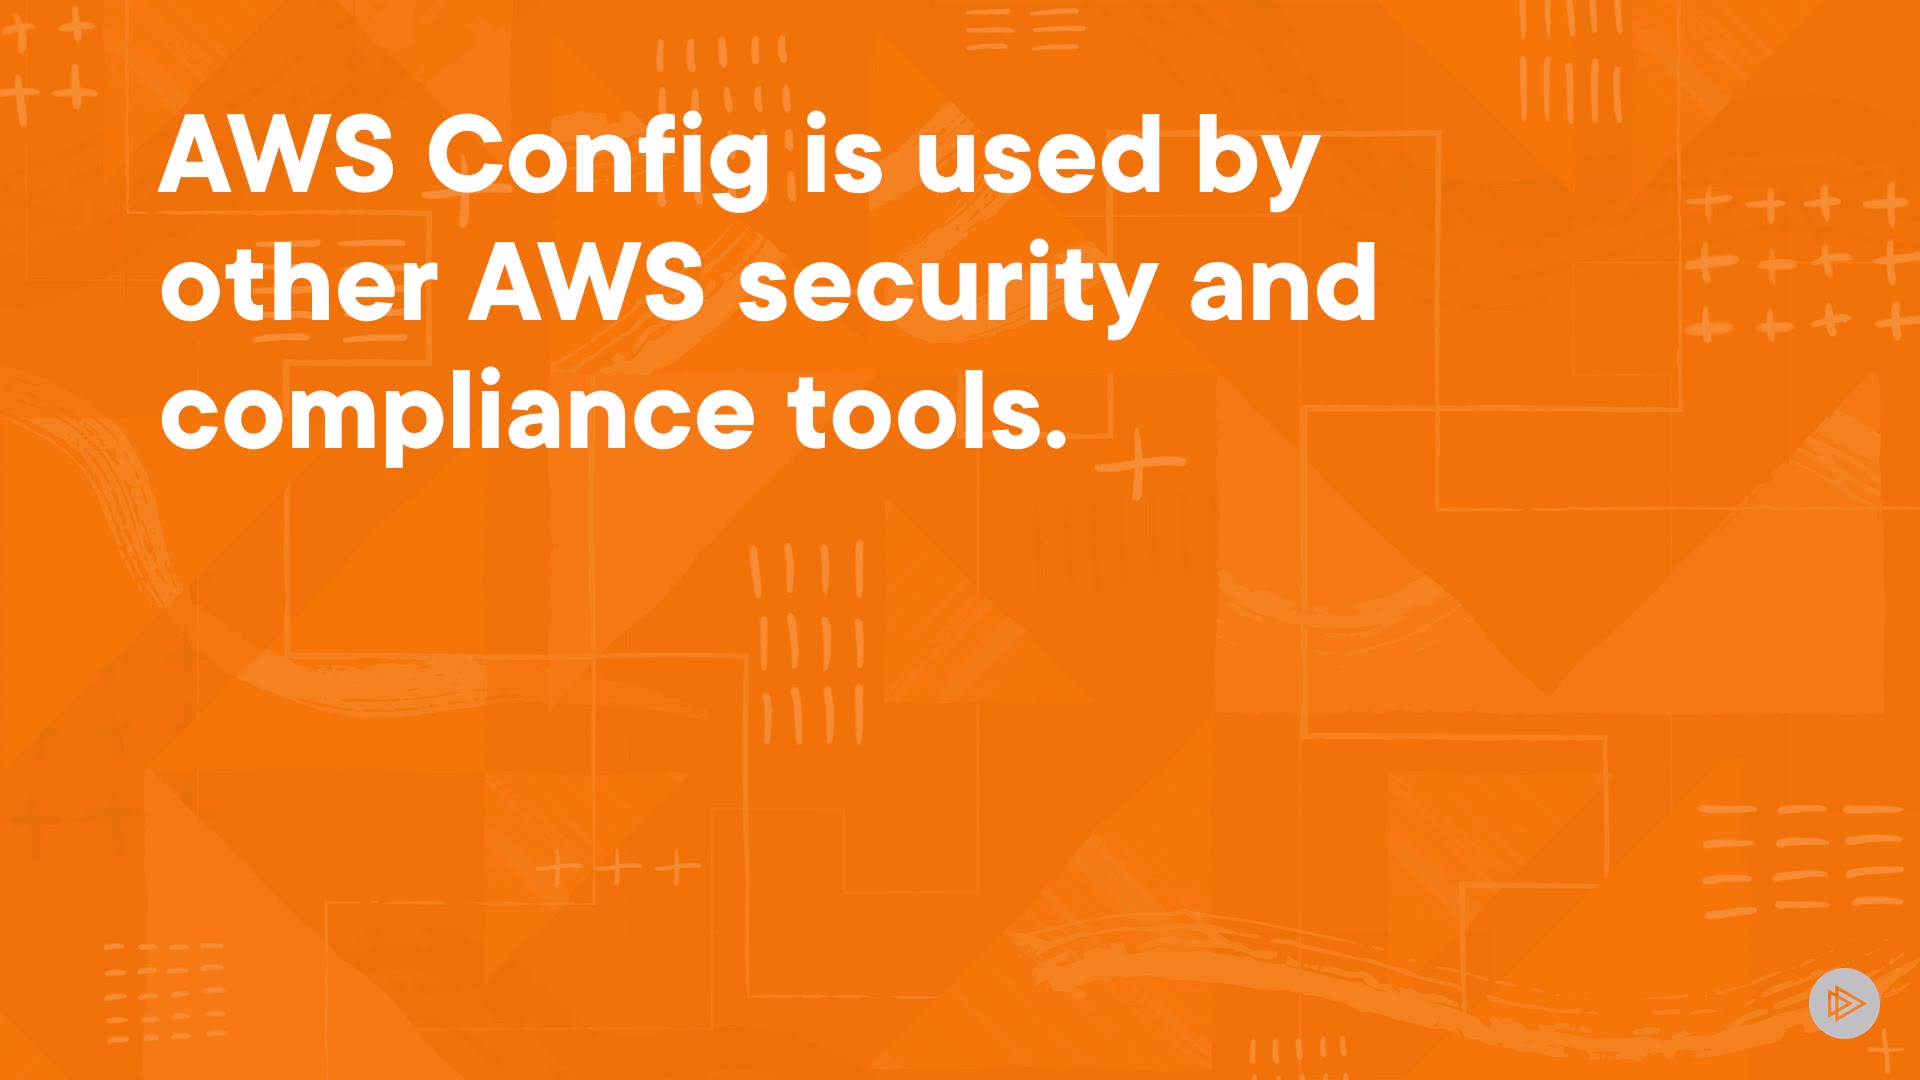 AWS Config is used by
other AWS security and
compliance tools.